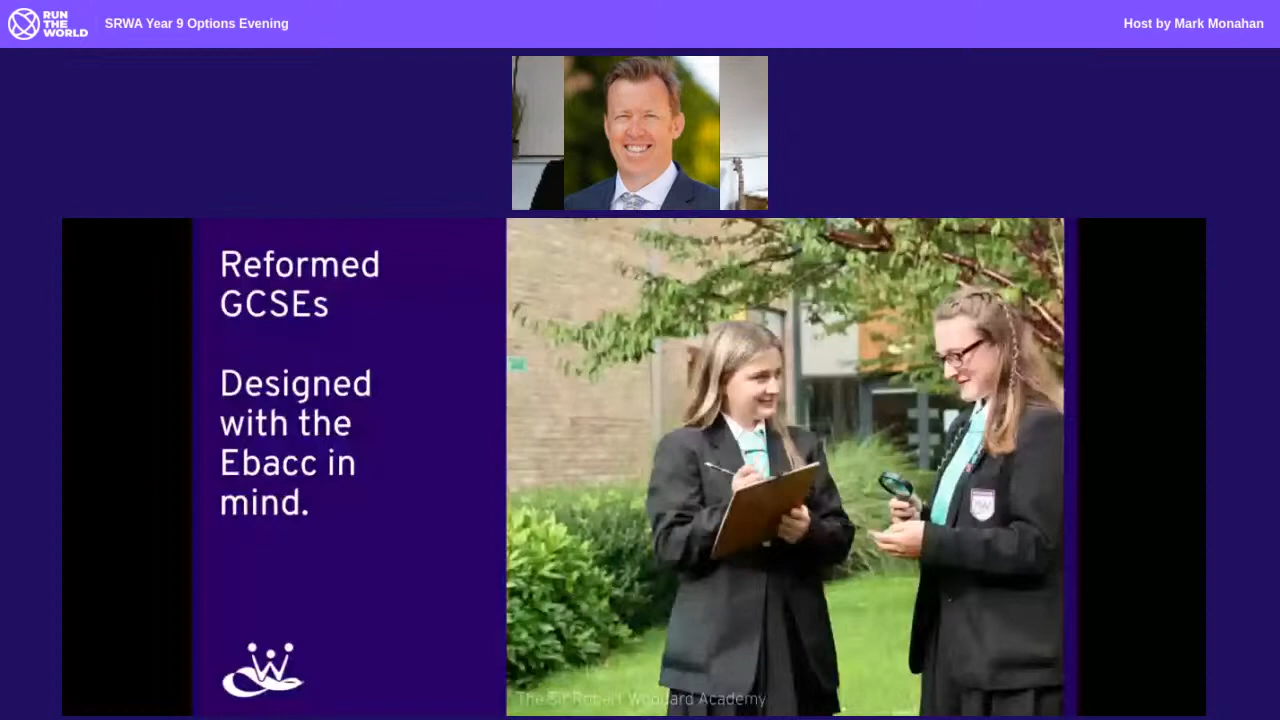 RUN
THE
WORLD
SRWA Year 9 Options Evening
Host by Mark Monahan
Reformed
GCSEs
Designed
with the
Ebacc in
mind.
The Sir Robert Woodard Academy